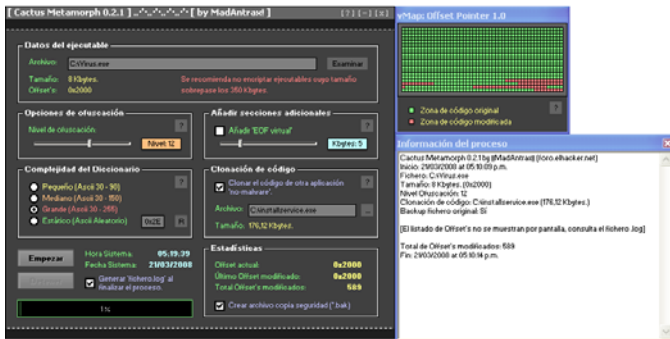 [ Cactus Metamorph 0.2.1 ] [ by MadAntrax! ] [?] [-] [x]
Datos del ejecutable
Archivo: C:\Virus.exe Examinar
Tamaño: 8 Kbytes.
Offset's: 0x2000
Se recomienda no encriptar ejecutables cuyo tamaño
sobrepase los 350 Kbytes.
Opciones de ofuscación
Nivel de ofuscación: ?
Nivel: 12
Añadir secciones adicionales
Añadir 'EOF virtual' ?
Kbytes: 5
Complejidad del Diccionario
Pequeño (Ascii 30 - 90) ?
Mediano (Ascii 30 - 150)
Grande (Ascii 30 - 255)
Estático (Ascii Aleatorio) 0x2E
Clonación de código
Clonar el código de otra aplicación ?
'no-malware'.
Archivo: C:\installservice.exe ...
Tamaño: 176,12 Kbytes.
Empezar
Hora Sistema: 05:19:39
Fecha Sistema: 21/03/2008
Generar 'fichero.log' al
finalizar el proceso.
1%
Estadísticas
Offset actual: 0x2000
Último Offset modificado: 0x2000
Total Offset's modificados: 589
Crear archivo copia seguridad (*.bak)
vMap: Offset Pointer 1.0
Zona de código original ?
Zona de código modificada
Información del proceso
Cactus Metamorph 0.2.1 by ||MadAntrax|| (foro.elhacker.net)
Inicio: 21/03/2008 at 05:10:09 p.m.
Fichero: C:\Virus.exe
Tamaño: 8 Kbytes. (0x2000)
Nivel Ofuscación: 12
Clonación de código: C:\installservice.exe (176,12 Kbytes.)
Backup fichero original: Sí
[El listado de Offset's no se muestran por pantalla, consulta el fichero .log]
Total de Offset's modificados: 589
Fin: 21/03/2008 at 05:10:14 p.m.